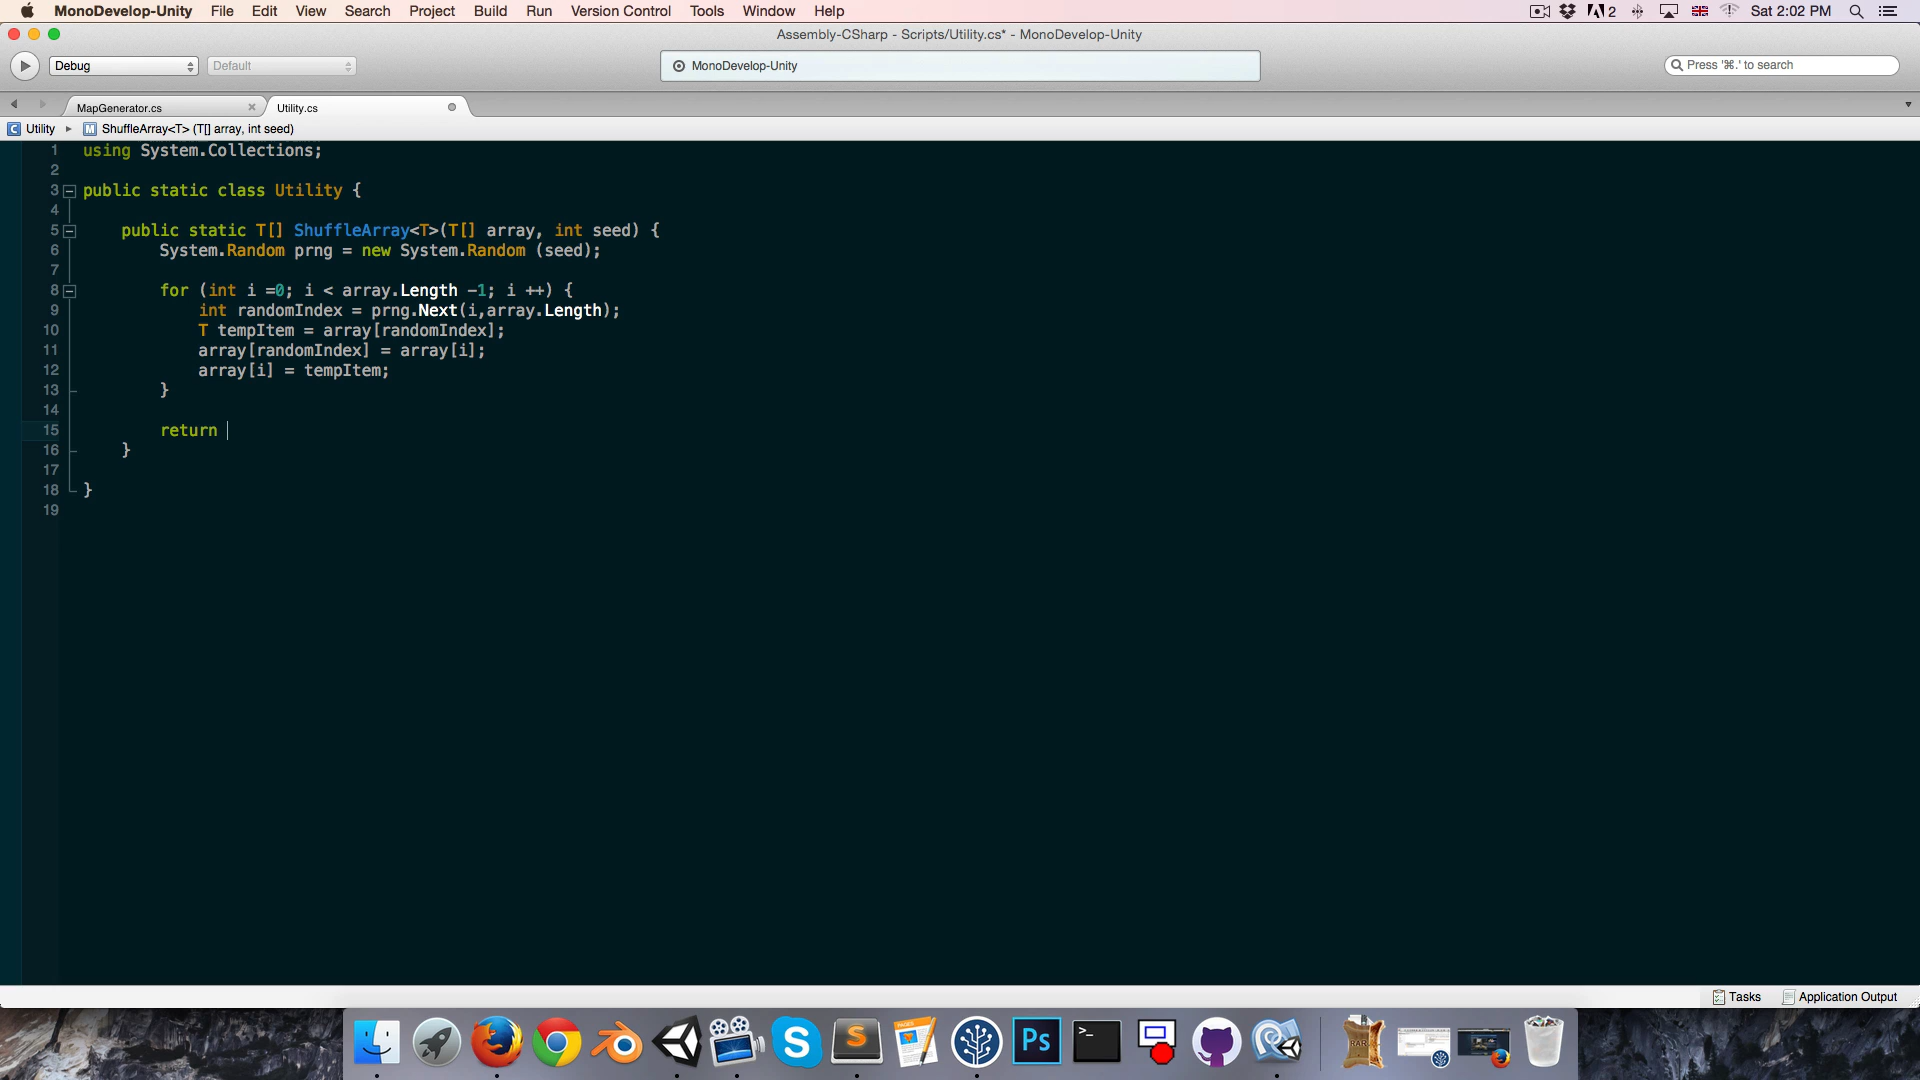 MonoDevelop-Unity File Edit View Search Project Build Run Version Control Tools Window Help 2 Sat 2:02 PM
Assembly-CSharp - Scripts/Utility.cs* - MonoDevelop-Unity
Debug Default MonoDevelop-Unity Press '⌘.' to search
MapGenerator.cs Utility.cs
C Utility M ShuffleArray<T> (T[] array, int seed)
1 using System.Collections;
2
3 public static class Utility {
4
5 public static T[] ShuffleArray<T>(T[] array, int seed) {
6 System.Random prng = new System.Random (seed);
7
8 for (int i =0; i < array.Length -1; i ++) {
9 int randomIndex = prng.Next(i,array.Length);
10 T tempItem = array[randomIndex];
11 array[randomIndex] = array[i];
12 array[i] = tempItem;
13 }
14
15 return
16 }
17
18 }
19
Tasks Application Output
S S PAGES Ps >_ RAR